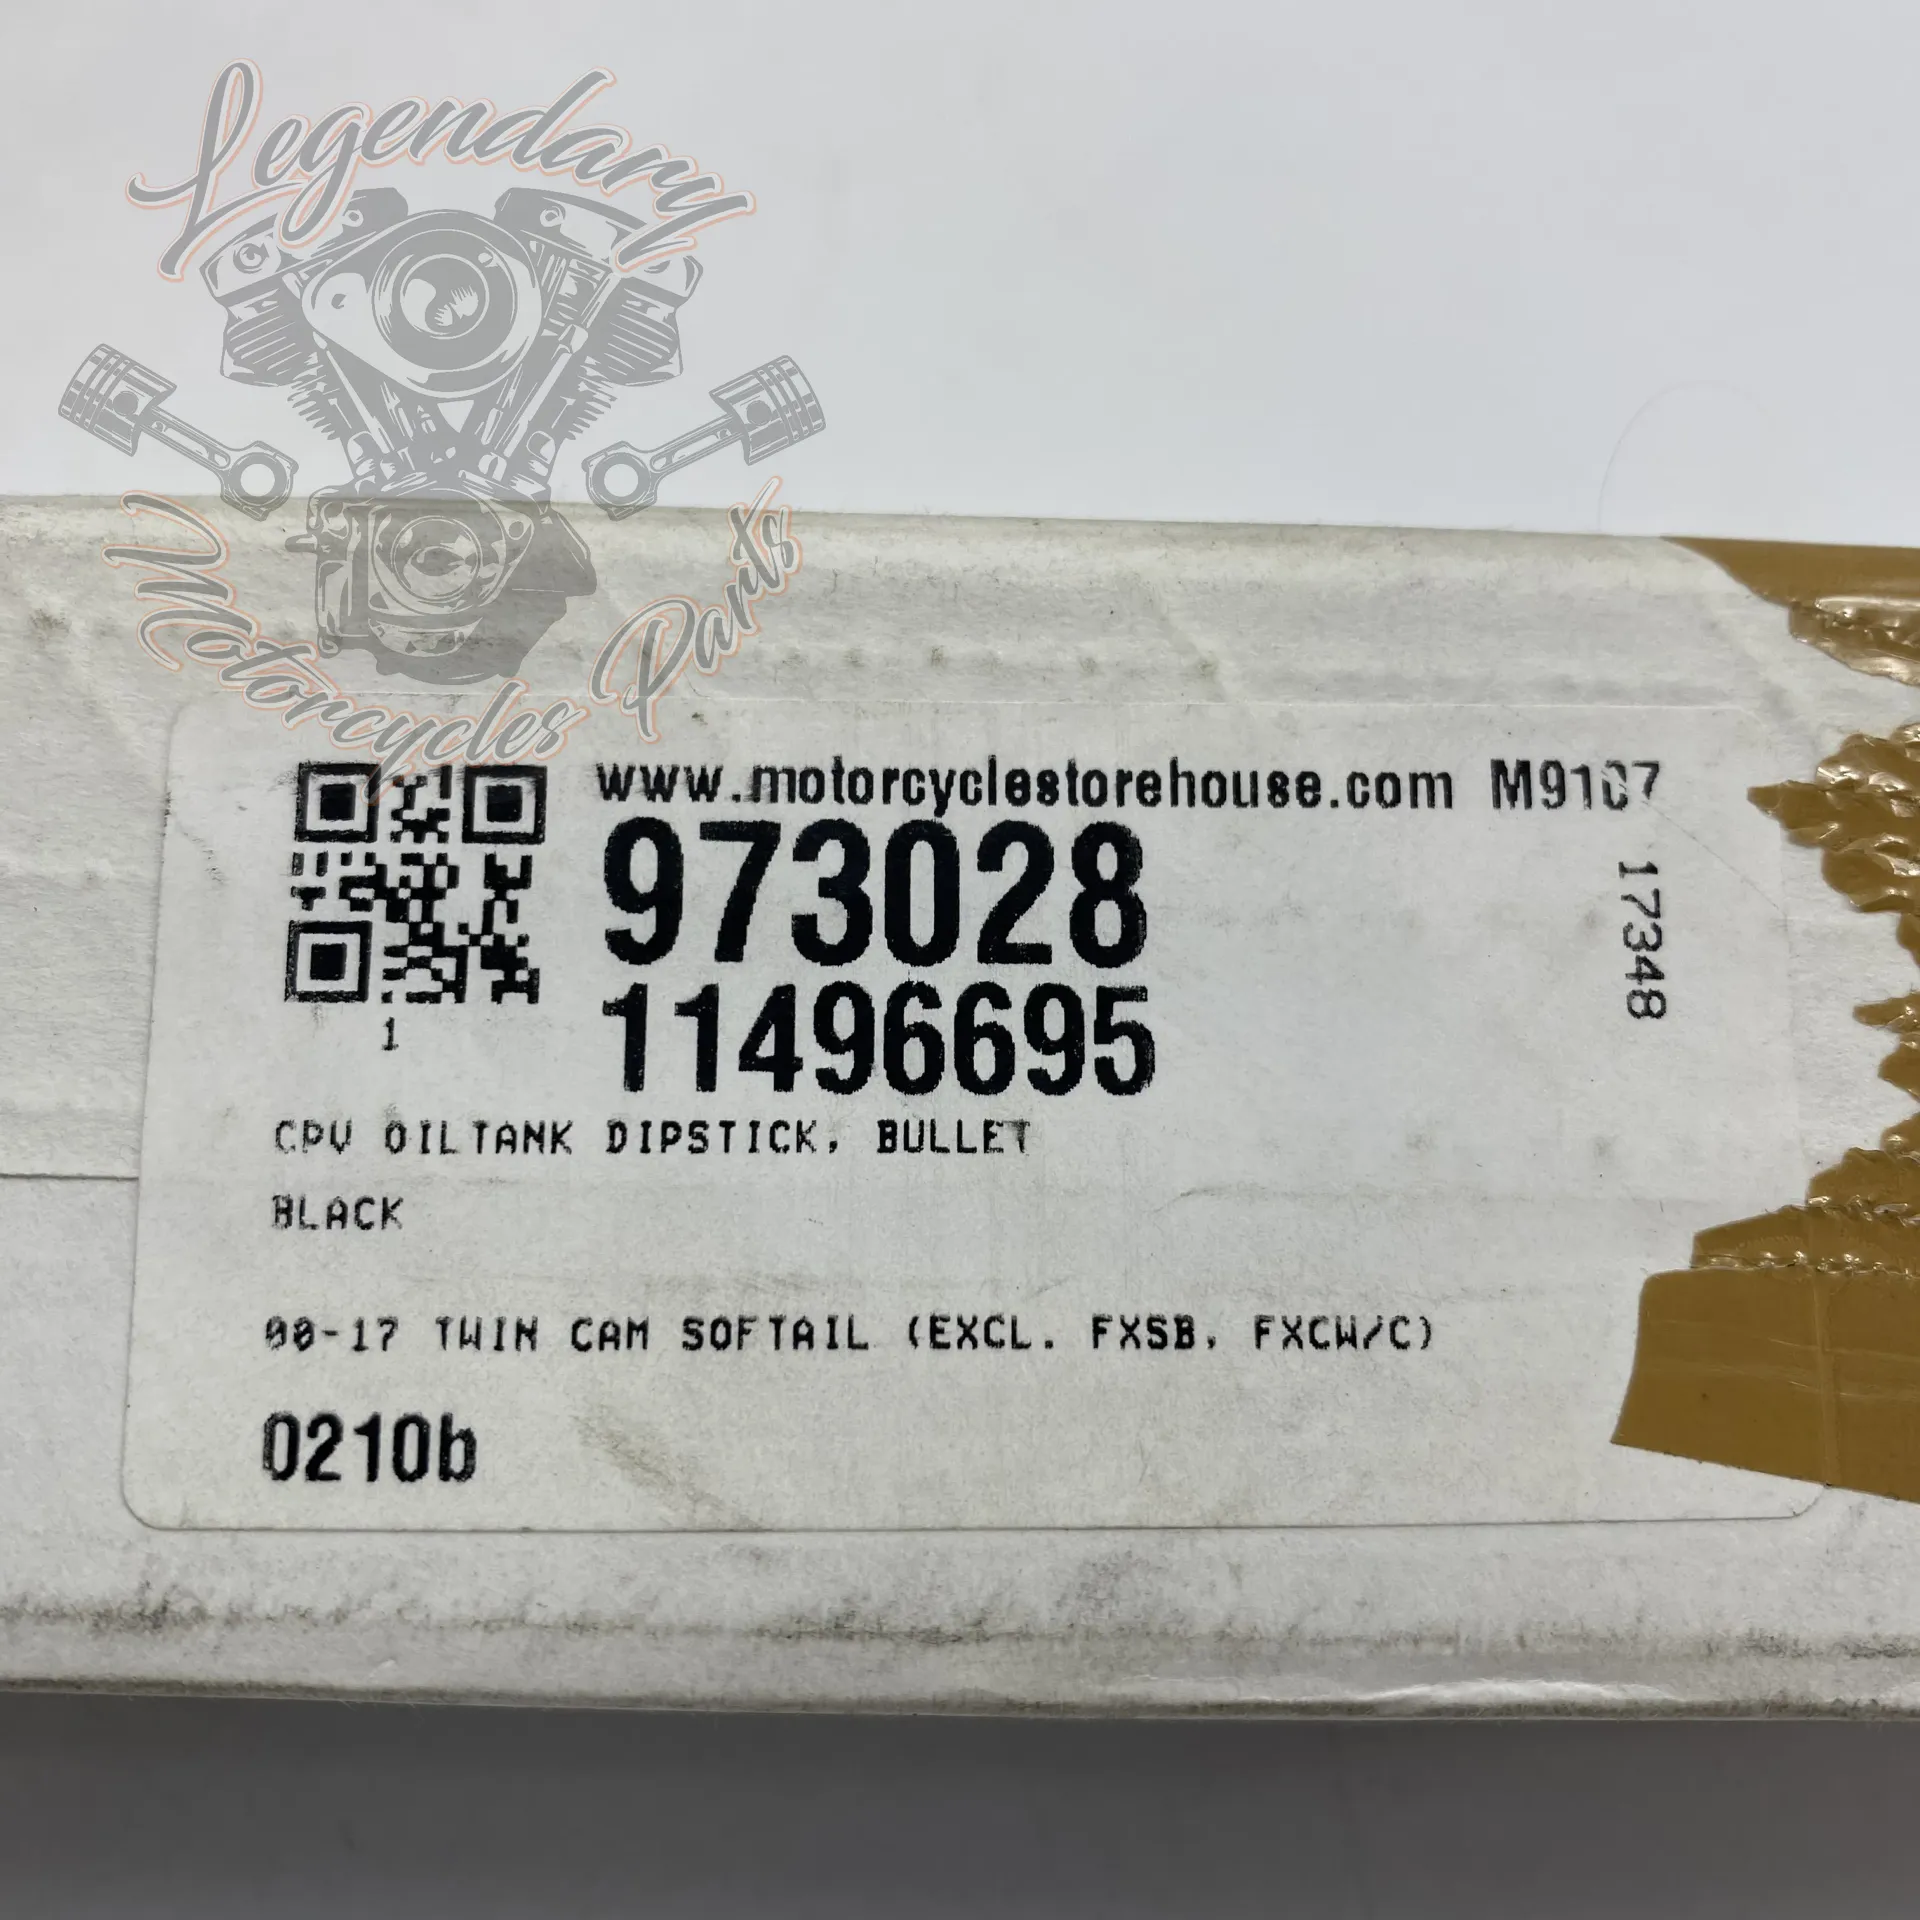 Legendary
Motorcycles Parts
www.motorcyclestorehouse.com M9107
973028
17348
11496695
1
CPV OILTANK DIPSTICK, BULLET
BLACK
00-17 TWIN CAM SOFTAIL (EXCL. FXSB, FXCW/C)
0210b